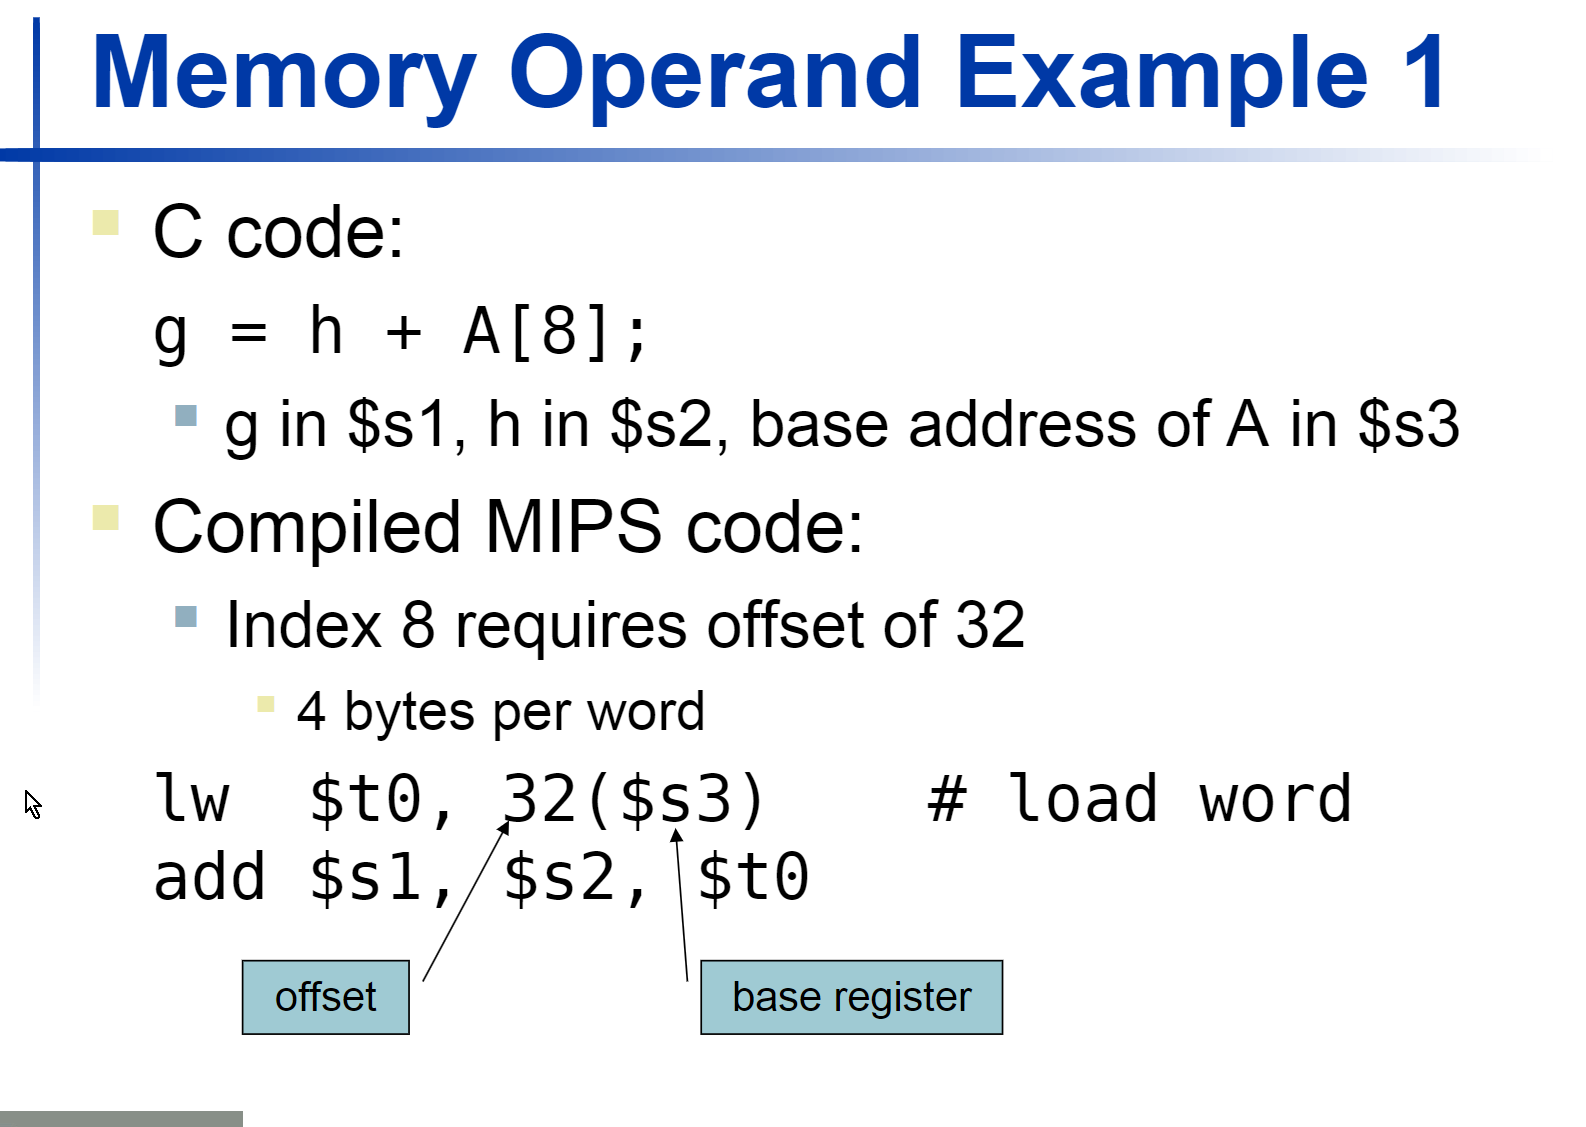 Memory Operand Example 1
C code:
g = h + A[8];
g in $s1, h in $s2, base address of A in $s3
Compiled MIPS code:
Index 8 requires offset of 32
4 bytes per word
lw $t0, 32($s3) # load word
add $s1, $s2, $t0
offset
base register